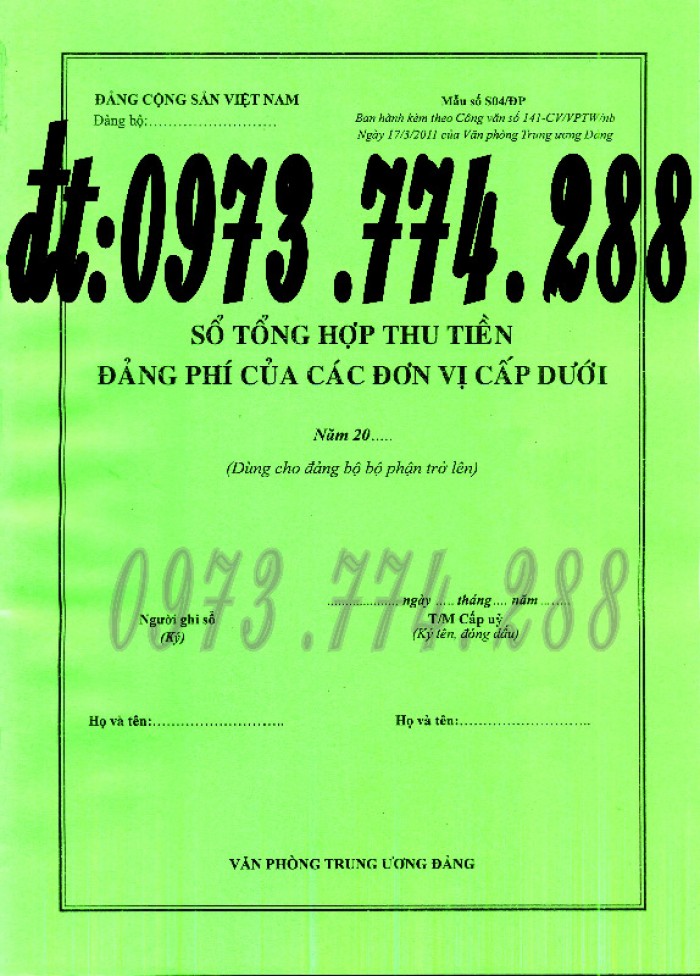 ĐẢNG CỘNG SẢN VIỆT NAM
Đảng bộ:...........................
Mẫu số S04/ĐP
Ban hành kèm theo Công văn số 141-CV/VPTW/nb
Ngày 17/3/2011 của Văn phòng Trung ương Đảng
đt:0973.774.288
SỔ TỔNG HỢP THU TIỀN
ĐẢNG PHÍ CỦA CÁC ĐƠN VỊ CẤP DƯỚI
Năm 20.....
(Dùng cho đảng bộ bộ phận trở lên)
0973.774.288
..................... ngày ..... tháng .... năm ........
Người ghi sổ
(Ký)
T/M Cấp uỷ
(Ký tên, đóng dấu)
Họ và tên:............................
Họ và tên:............................
VĂN PHÒNG TRUNG ƯƠNG ĐẢNG